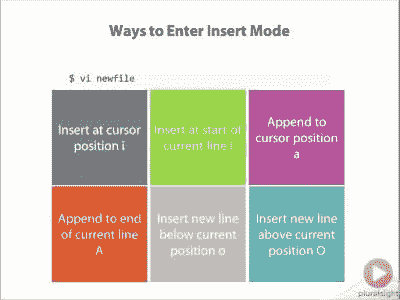 Ways to Enter Insert Mode
$ vi newfile
Insert at cursor
position i
Insert at start of
current line I
Append to
cursor position
a
Append to end
of current line
A
Insert new line
below current
position o
Insert new line
above current
position O
pluralsight